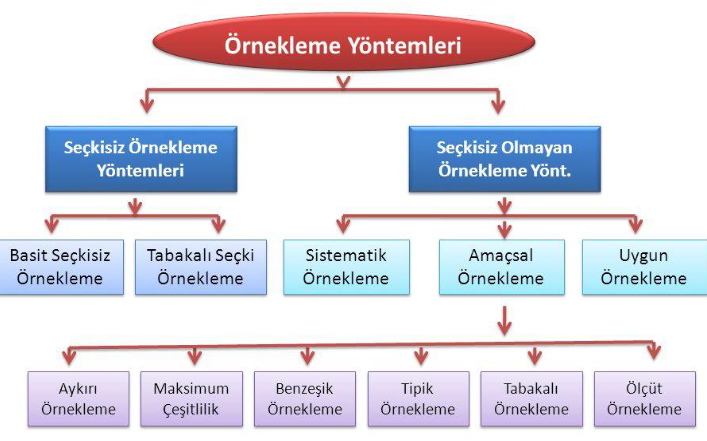 Örnekleme Yöntemleri
Seçkisiz Örnekleme
Yöntemleri
Seçkisiz Olmayan
Örnekleme Yönt.
Basit Seçkisiz
Örnekleme
Tabakalı Seçki
Örnekleme
Sistematik
Örnekleme
Amaçsal
Örnekleme
Uygun
Örnekleme
Aykırı
Örnekleme
Maksimum
Çeşitlilik
Benzeşik
Örnekleme
Tipik
Örnekleme
Tabakalı
Örnekleme
Ölçüt
Örnekleme